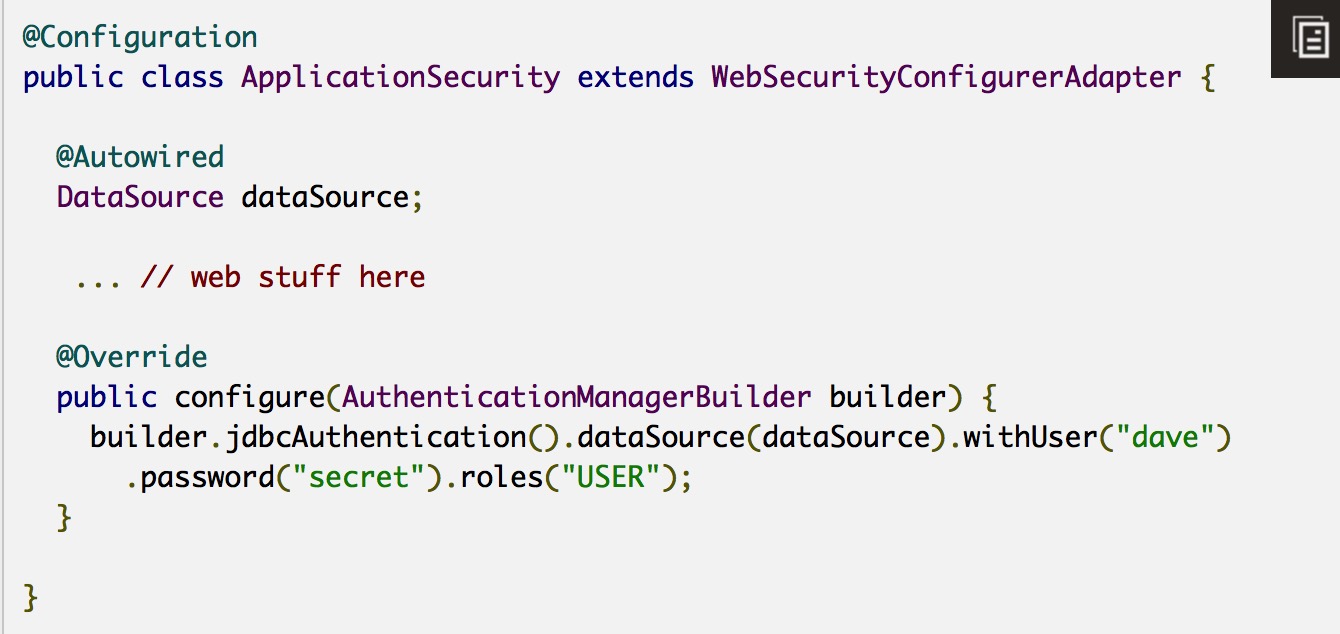 @Configuration
public class ApplicationSecurity extends WebSecurityConfigurerAdapter {
@Autowired
DataSource dataSource;
... // web stuff here
@Override
public configure(AuthenticationManagerBuilder builder) {
builder.jdbcAuthentication().dataSource(dataSource).withUser("dave")
.password("secret").roles("USER");
}
}